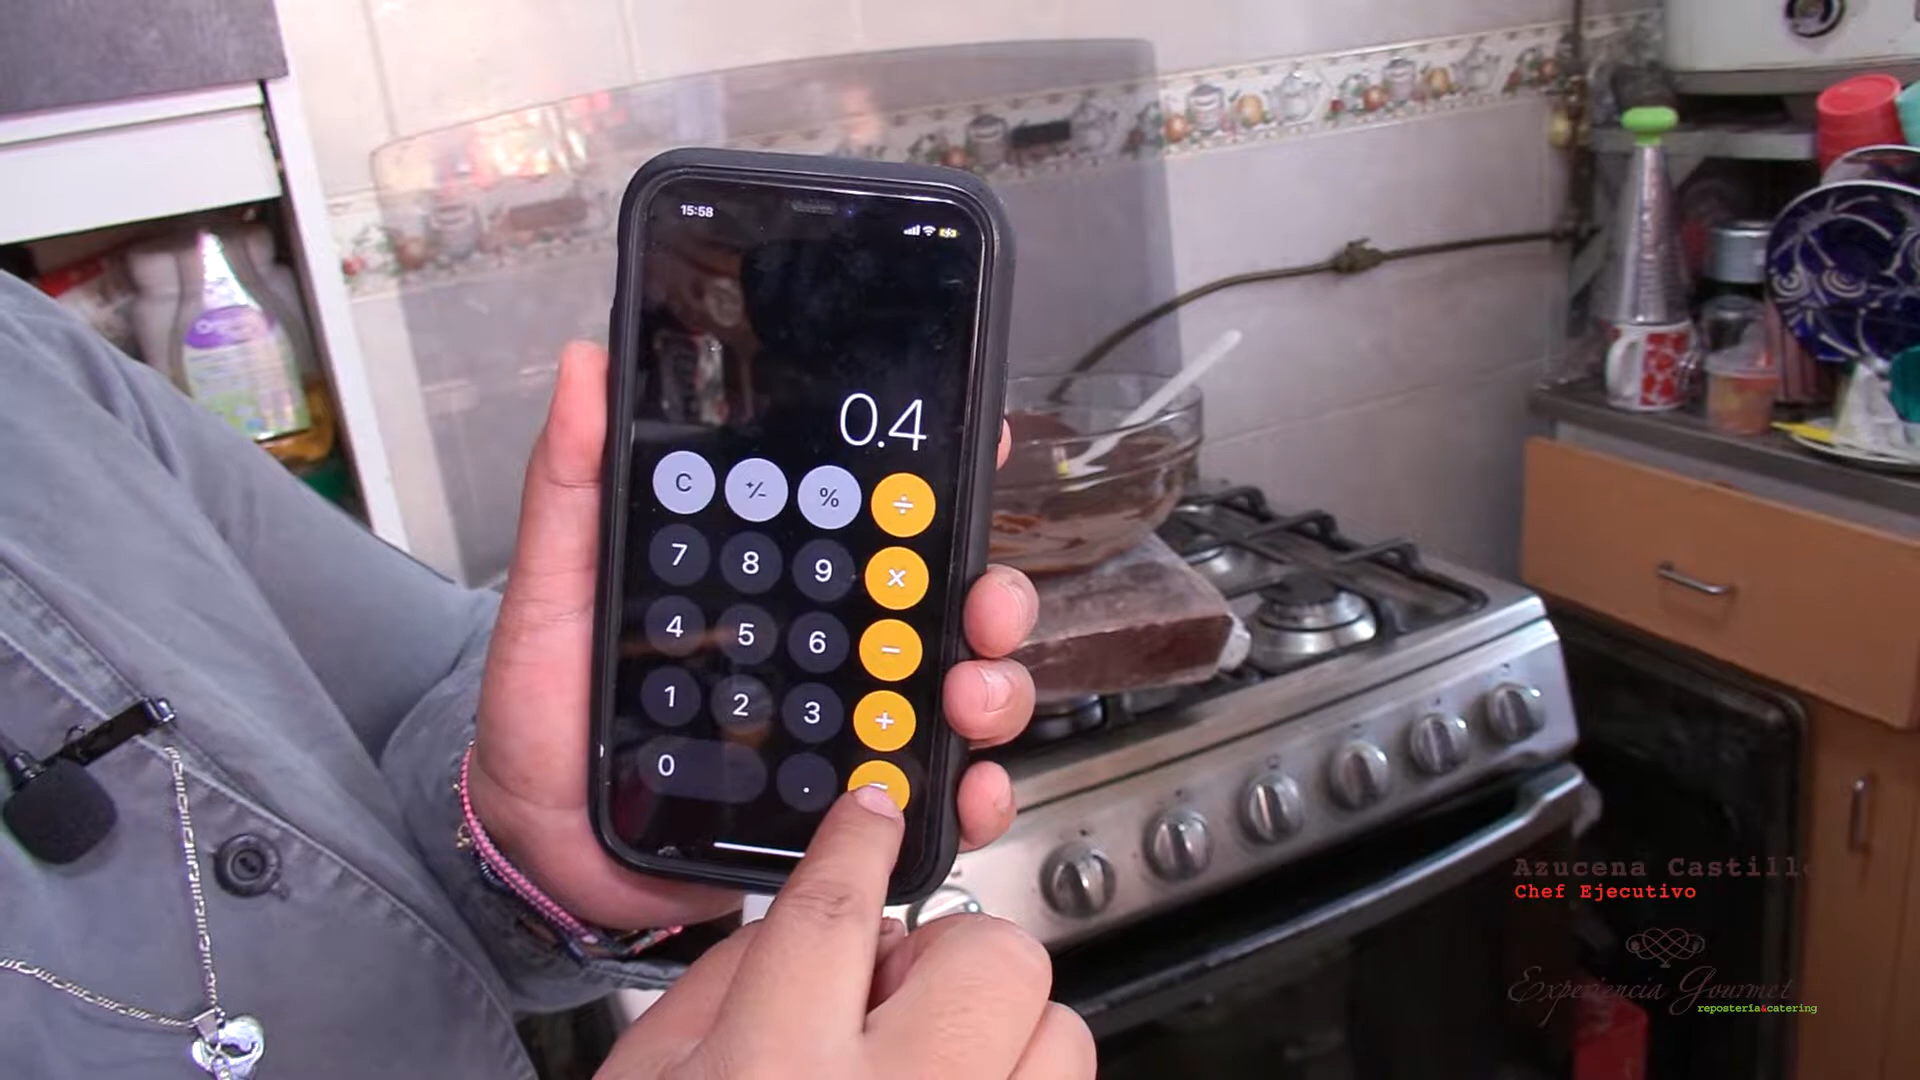 15:58
0.4
C +/- % ÷
7 8 9 ×
4 5 6 −
1 2 3 +
0 . =
Azucena Castillo
Chef Ejecutivo
Experiencia Gourmet
repostería&catering